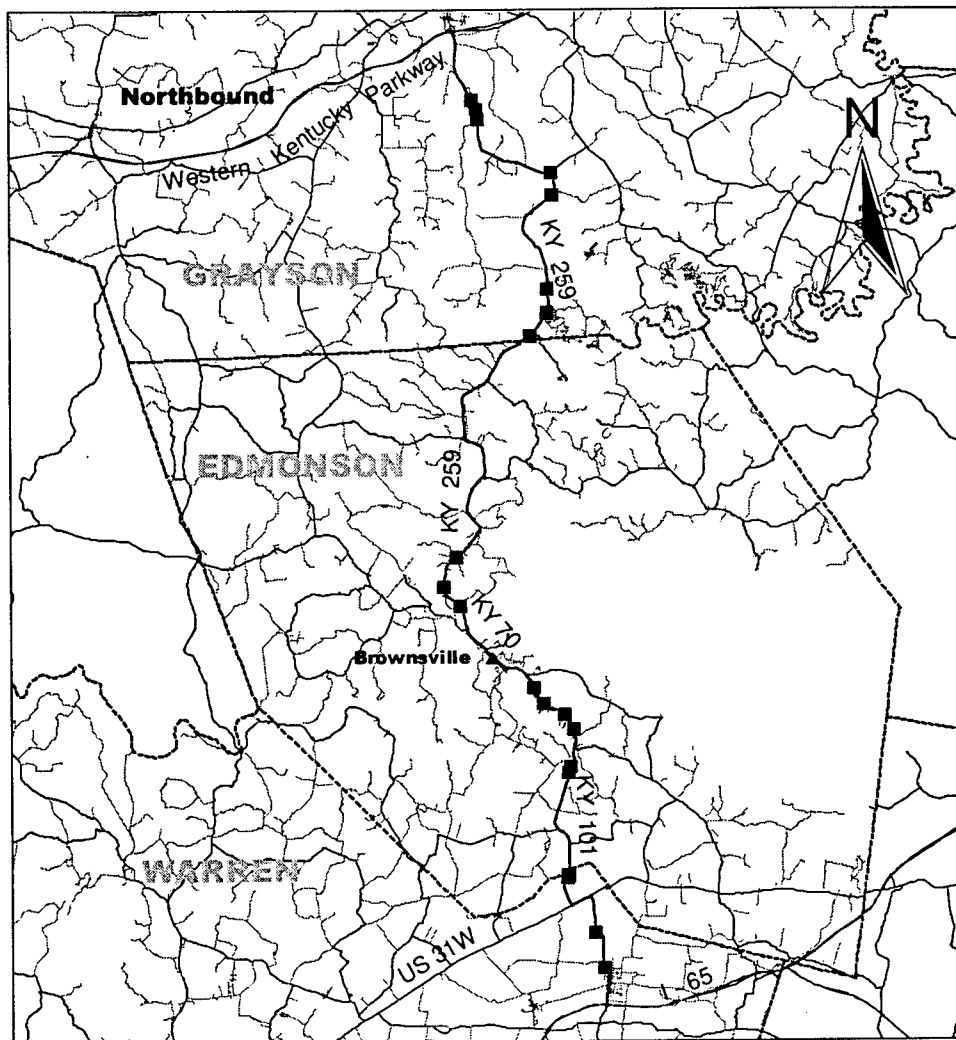 Northbound
Western Kentucky Parkway
N
GRAYSON
KY 259
EDMONSON
KY 259
KY 70
Brownsville
KY 101
WARREN
US 31W
I 65